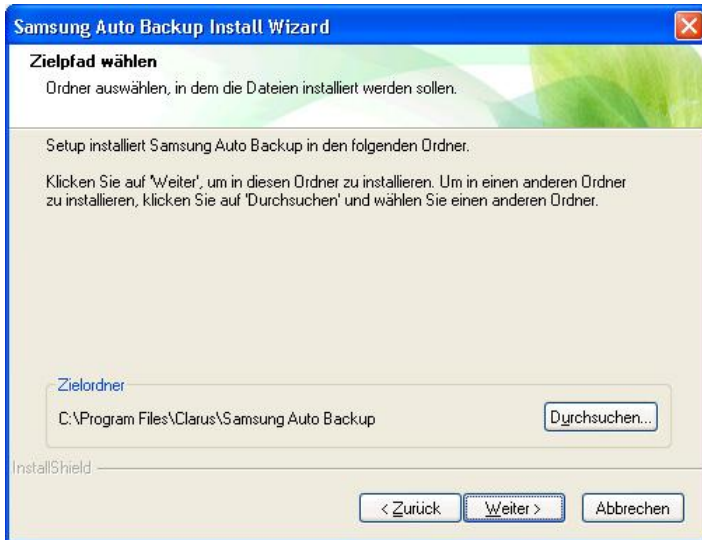 Samsung Auto Backup Install Wizard
Zielpfad wählen
Ordner auswählen, in dem die Dateien installiert werden sollen.
Setup installiert Samsung Auto Backup in den folgenden Ordner.
Klicken Sie auf 'Weiter', um in diesen Ordner zu installieren. Um in einen anderen Ordner
zu installieren, klicken Sie auf 'Durchsuchen' und wählen Sie einen anderen Ordner.
Zielordner
C:\Program Files\Clarus\Samsung Auto Backup
Durchsuchen...
InstallShield
< Zurück
Weiter >
Abbrechen